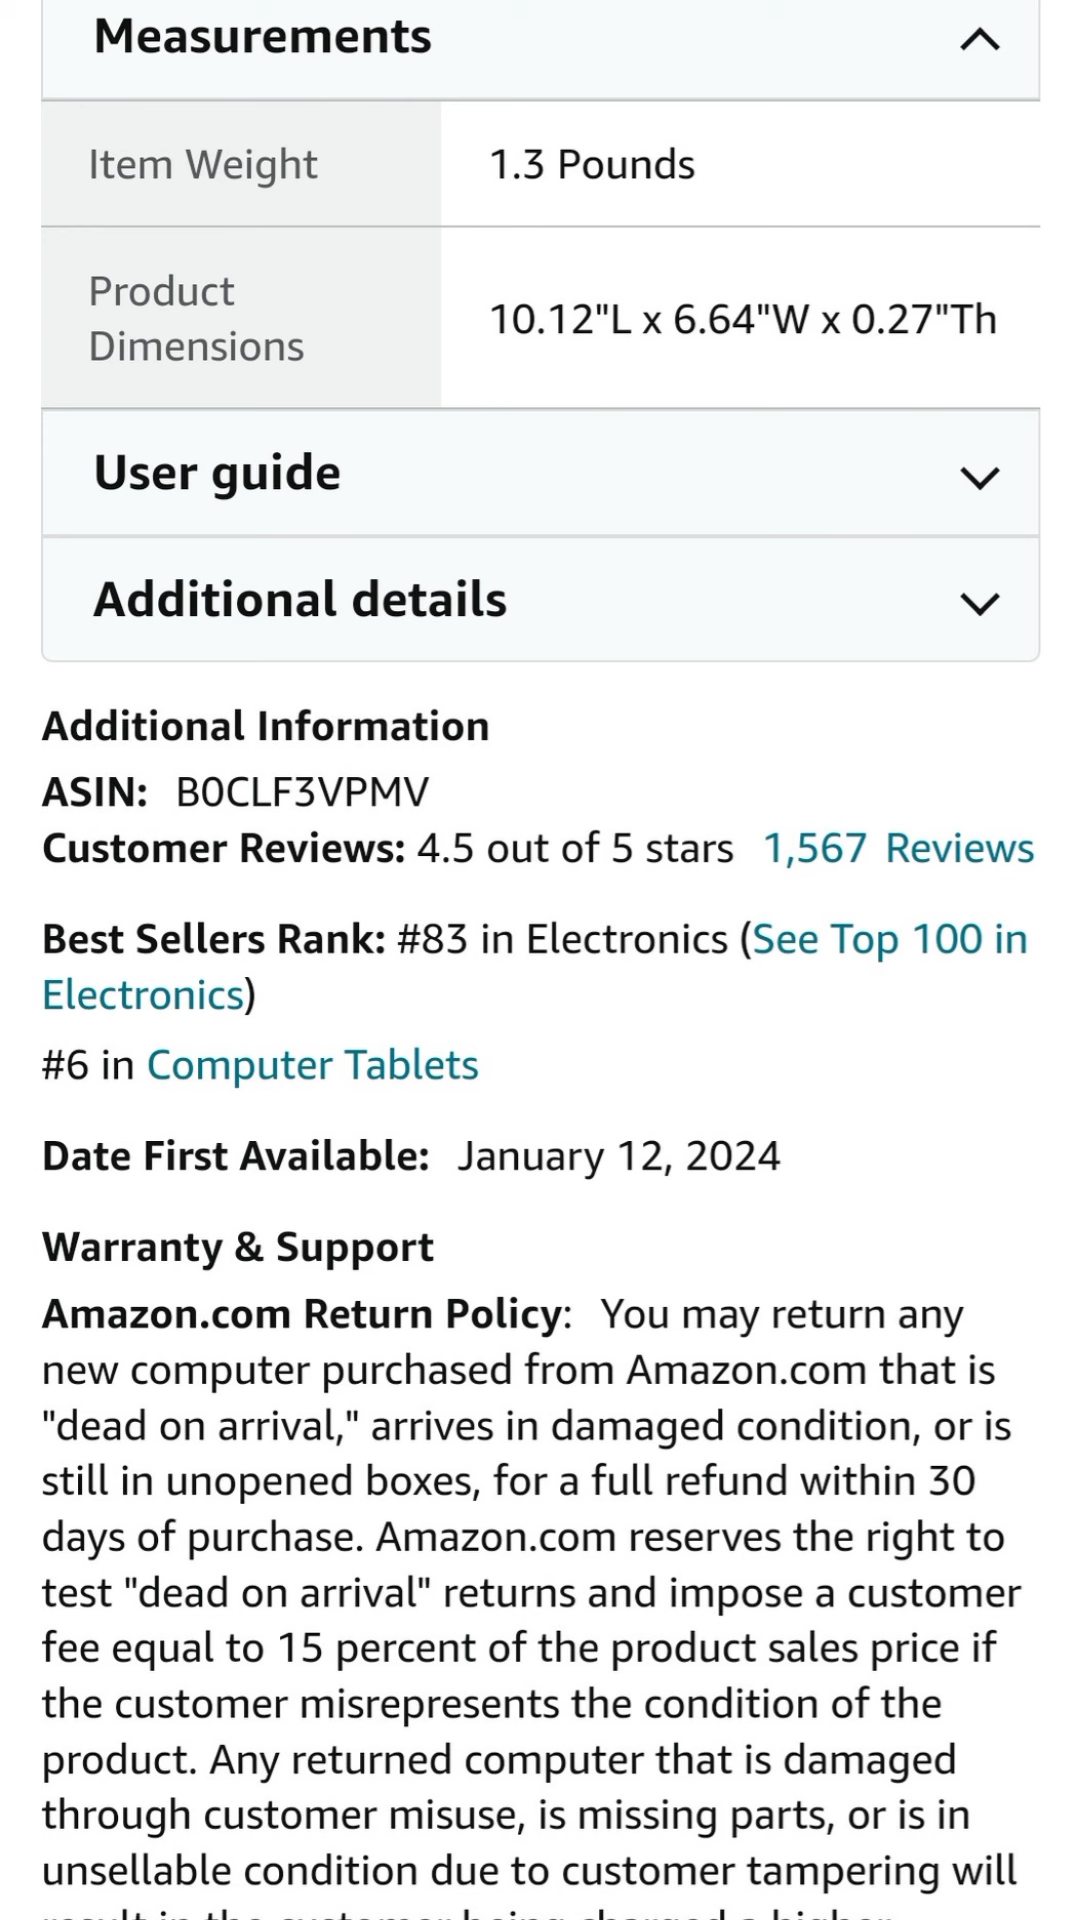 Measurements
Item Weight
1.3 Pounds
Product
Dimensions
10.12"L x 6.64"W x 0.27"Th
User guide
Additional details
Additional Information
ASIN: B0CLF3VPMV
Customer Reviews: 4.5 out of 5 stars 1,567 Reviews
Best Sellers Rank: #83 in Electronics (See Top 100 in
Electronics)
#6 in Computer Tablets
Date First Available: January 12, 2024
Warranty & Support
Amazon.com Return Policy: You may return any
new computer purchased from Amazon.com that is
"dead on arrival," arrives in damaged condition, or is
still in unopened boxes, for a full refund within 30
days of purchase. Amazon.com reserves the right to
test "dead on arrival" returns and impose a customer
fee equal to 15 percent of the product sales price if
the customer misrepresents the condition of the
product. Any returned computer that is damaged
through customer misuse, is missing parts, or is in
unsellable condition due to customer tampering will
result in the customer being charged a higher